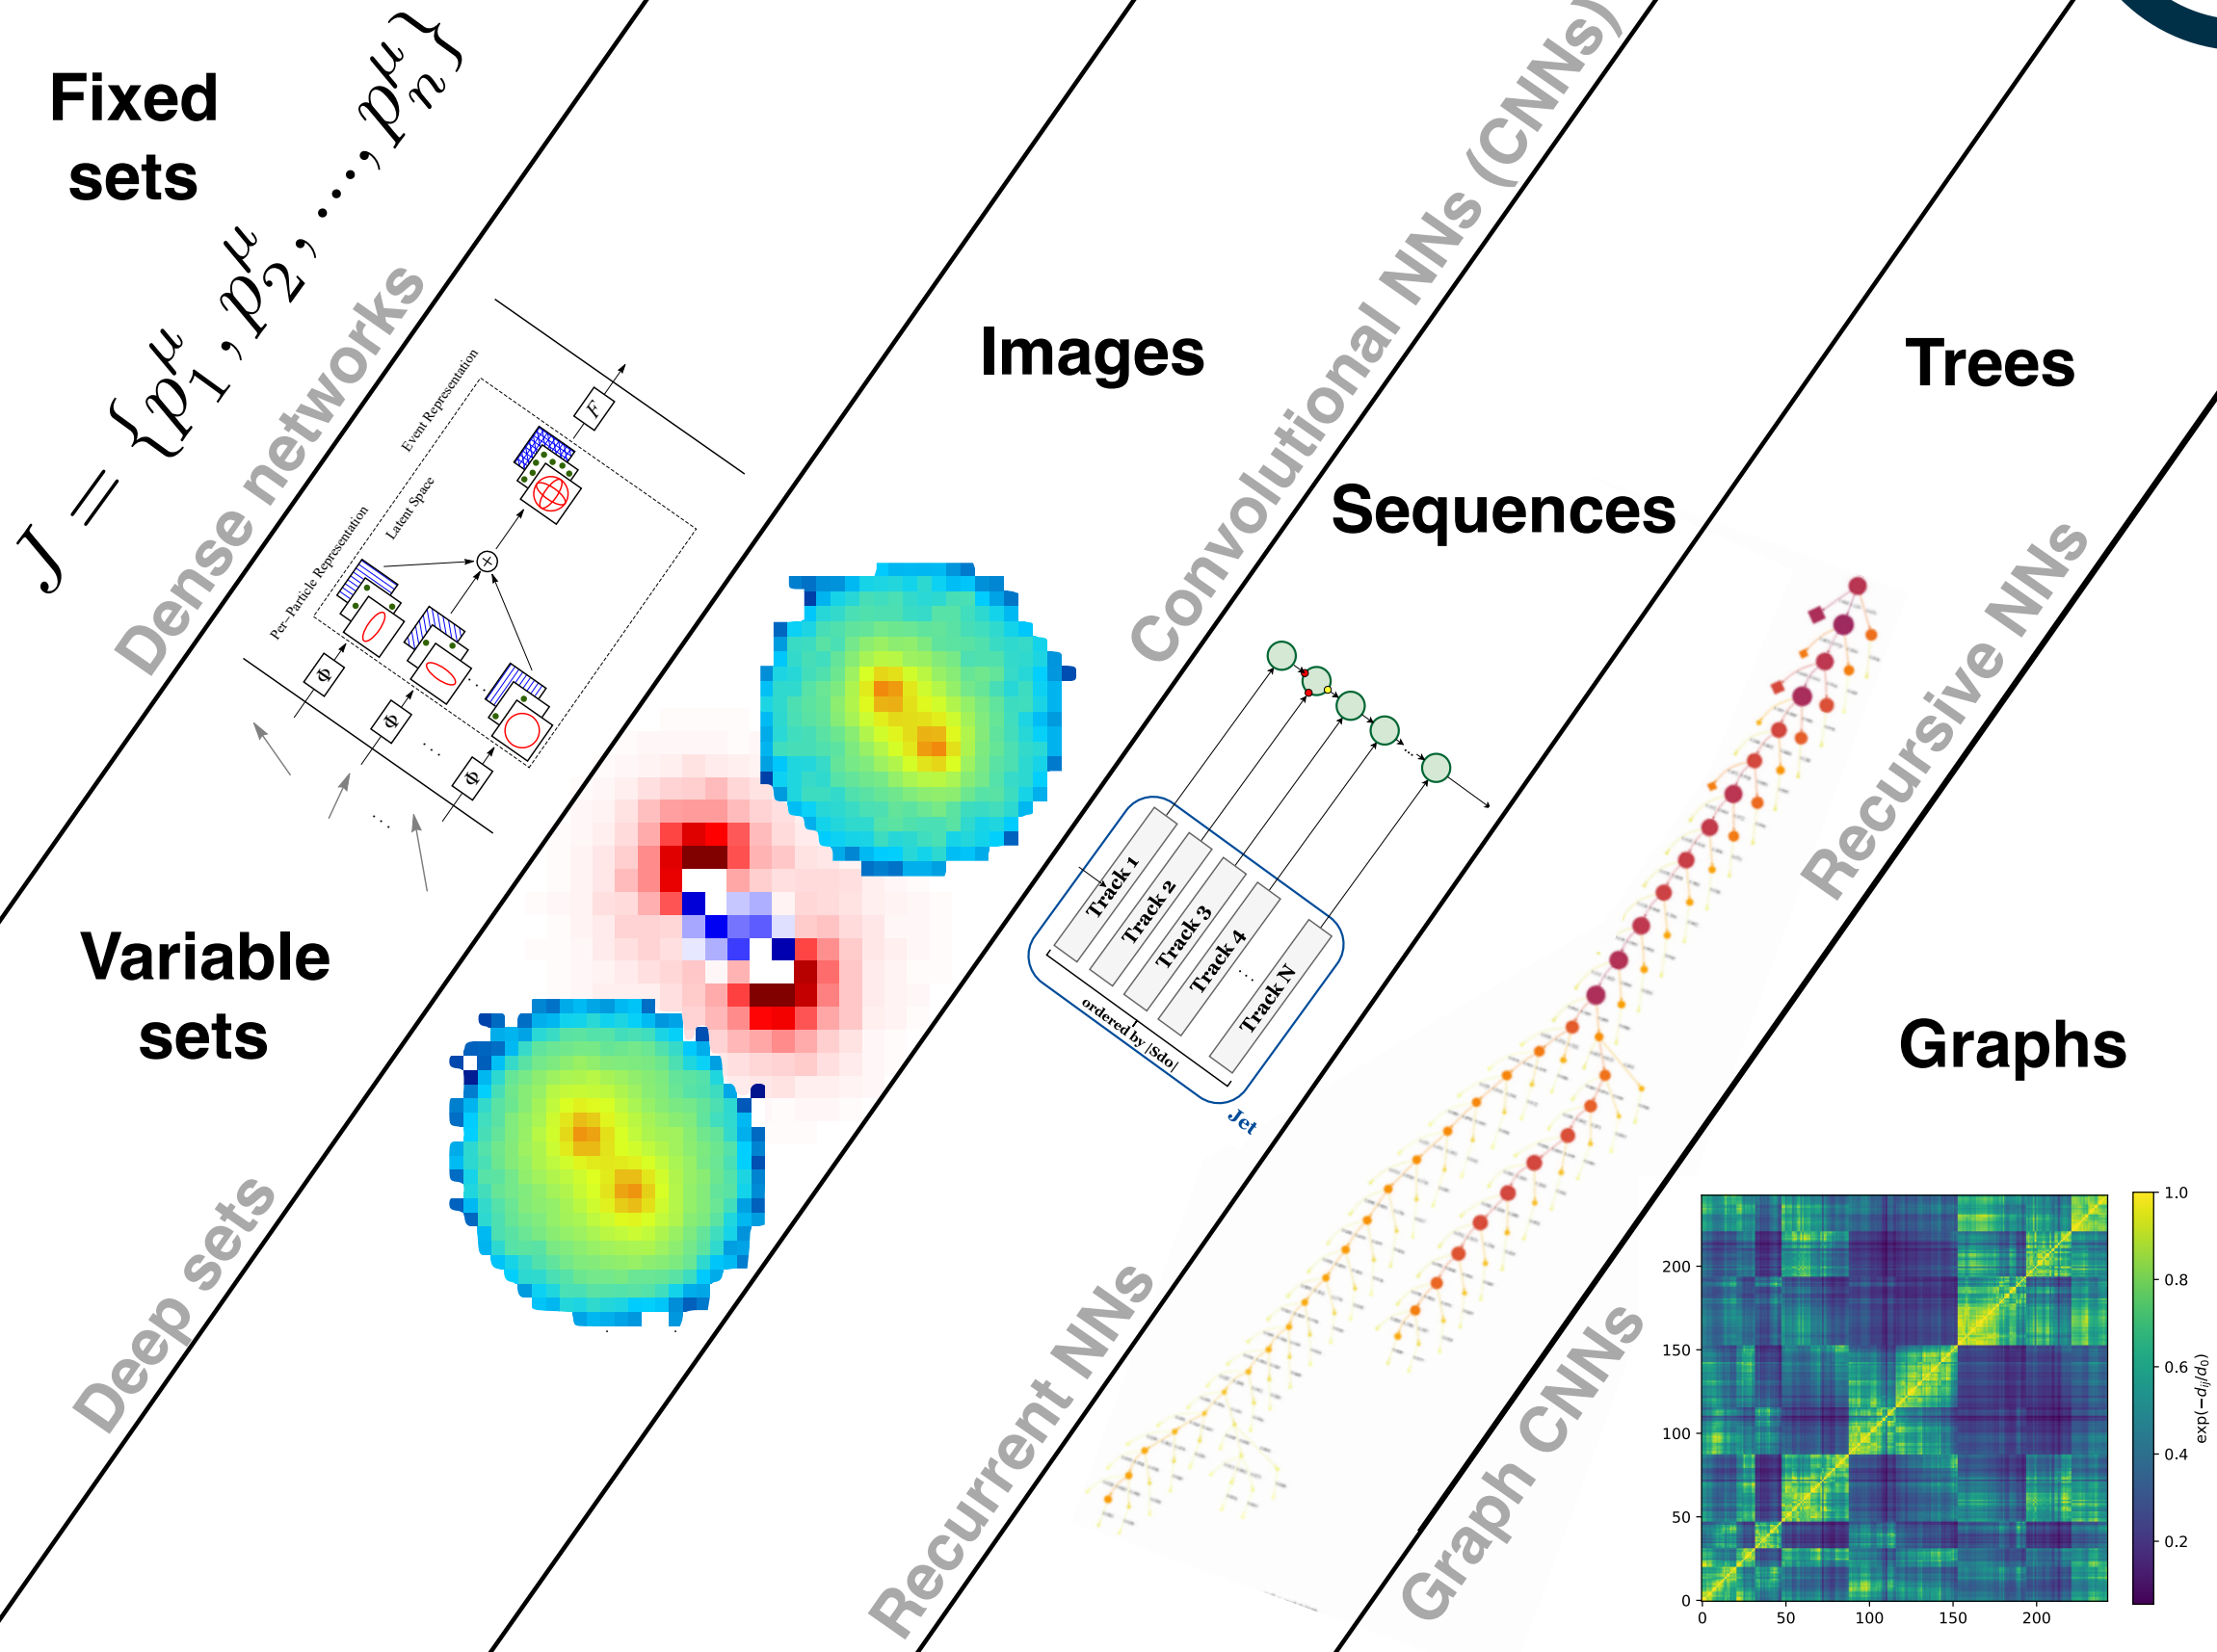 Fixed
sets
J = {p₁^μ, p₂^μ, ..., pₙ^μ}
Dense networks
Variable
sets
Deep sets
Per-Particle Representation
Event Representation
Latent Space
Φ
Φ
...
Φ
+
F
Images
Convolutional NNs (CNNs)
Sequences
Track 1
Track 2
Track 3
Track 4
...
Track N
ordered by |Sd0|
Jet
Recurrent NNs
Trees
Recursive NNs
Graphs
Graph CNNs
200
150
100
50
0
0 50 100 150 200
1.0
0.8
0.6
0.4
0.2
exp(−d_ij/d_0)